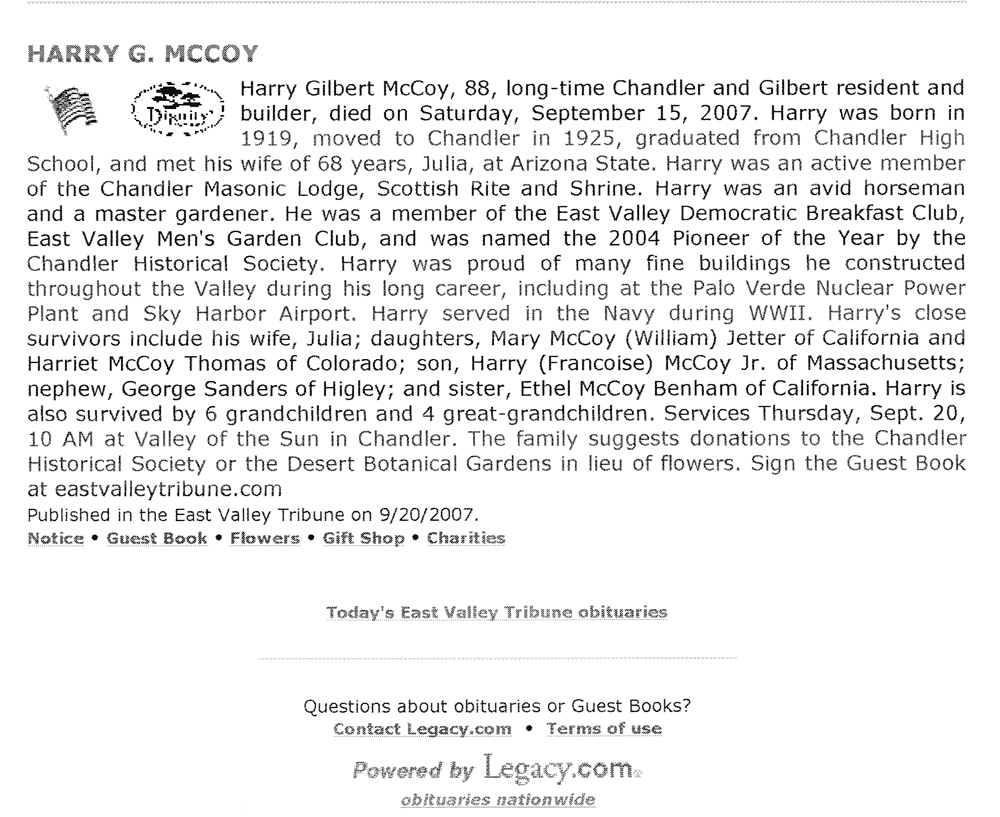 HARRY G. MCCOY
Dignity
Harry Gilbert McCoy, 88, long-time Chandler and Gilbert resident and
builder, died on Saturday, September 15, 2007. Harry was born in
1919, moved to Chandler in 1925, graduated from Chandler High
School, and met his wife of 68 years, Julia, at Arizona State. Harry was an active member
of the Chandler Masonic Lodge, Scottish Rite and Shrine. Harry was an avid horseman
and a master gardener. He was a member of the East Valley Democratic Breakfast Club,
East Valley Men's Garden Club, and was named the 2004 Pioneer of the Year by the
Chandler Historical Society. Harry was proud of many fine buildings he constructed
throughout the Valley during his long career, including at the Palo Verde Nuclear Power
Plant and Sky Harbor Airport. Harry served in the Navy during WWII. Harry's close
survivors include his wife, Julia; daughters, Mary McCoy (William) Jetter of California and
Harriet McCoy Thomas of Colorado; son, Harry (Francoise) McCoy Jr. of Massachusetts;
nephew, George Sanders of Higley; and sister, Ethel McCoy Benham of California. Harry is
also survived by 6 grandchildren and 4 great-grandchildren. Services Thursday, Sept. 20,
10 AM at Valley of the Sun in Chandler. The family suggests donations to the Chandler
Historical Society or the Desert Botanical Gardens in lieu of flowers. Sign the Guest Book
at eastvalleytribune.com
Published in the East Valley Tribune on 9/20/2007.
Notice • Guest Book • Flowers • Gift Shop • Charities
Today's East Valley Tribune obituaries
Questions about obituaries or Guest Books?
Contact Legacy.com • Terms of use
Powered by Legacy.com®
obituaries nationwide